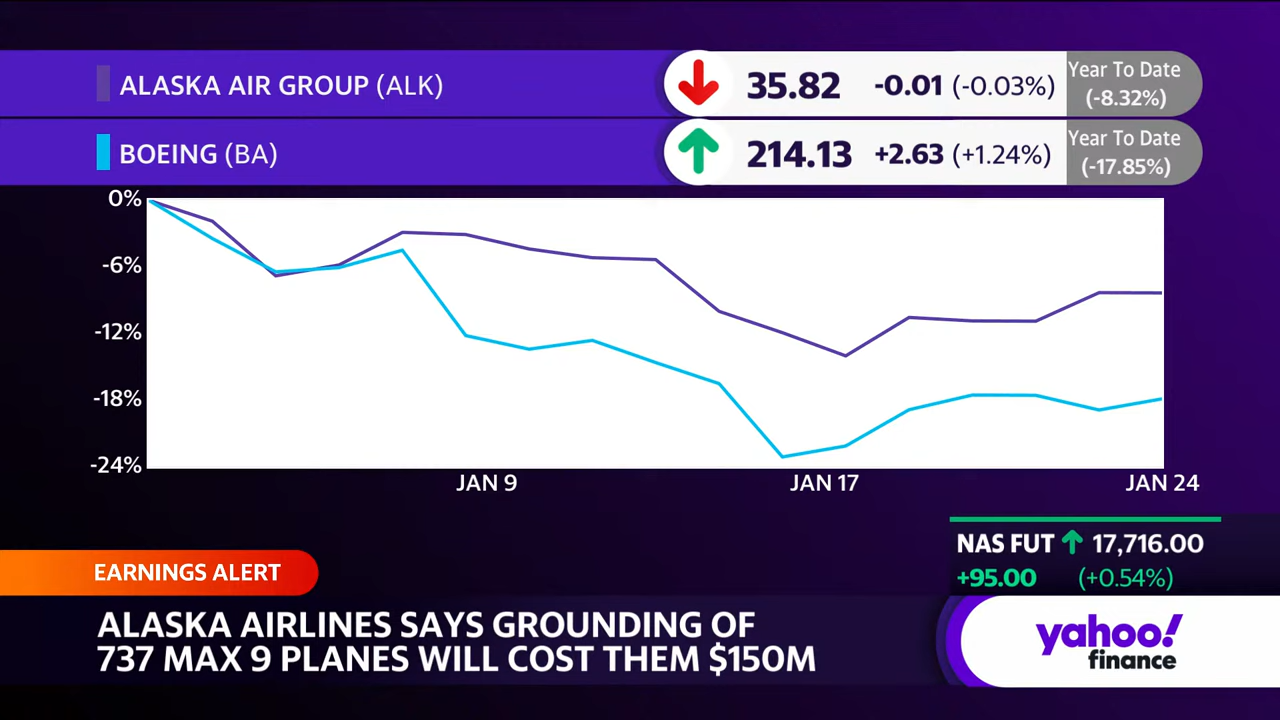 ALASKA AIR GROUP (ALK)
35.82 -0.01 (-0.03%)
Year To Date
(-8.32%)
BOEING (BA)
214.13 +2.63 (+1.24%)
Year To Date
(-17.85%)
0%
-6%
-12%
-18%
-24%
JAN 9 JAN 17 JAN 24
NAS FUT 17,716.00
+95.00 (+0.54%)
EARNINGS ALERT
ALASKA AIRLINES SAYS GROUNDING OF
737 MAX 9 PLANES WILL COST THEM $150M
yahoo!
finance